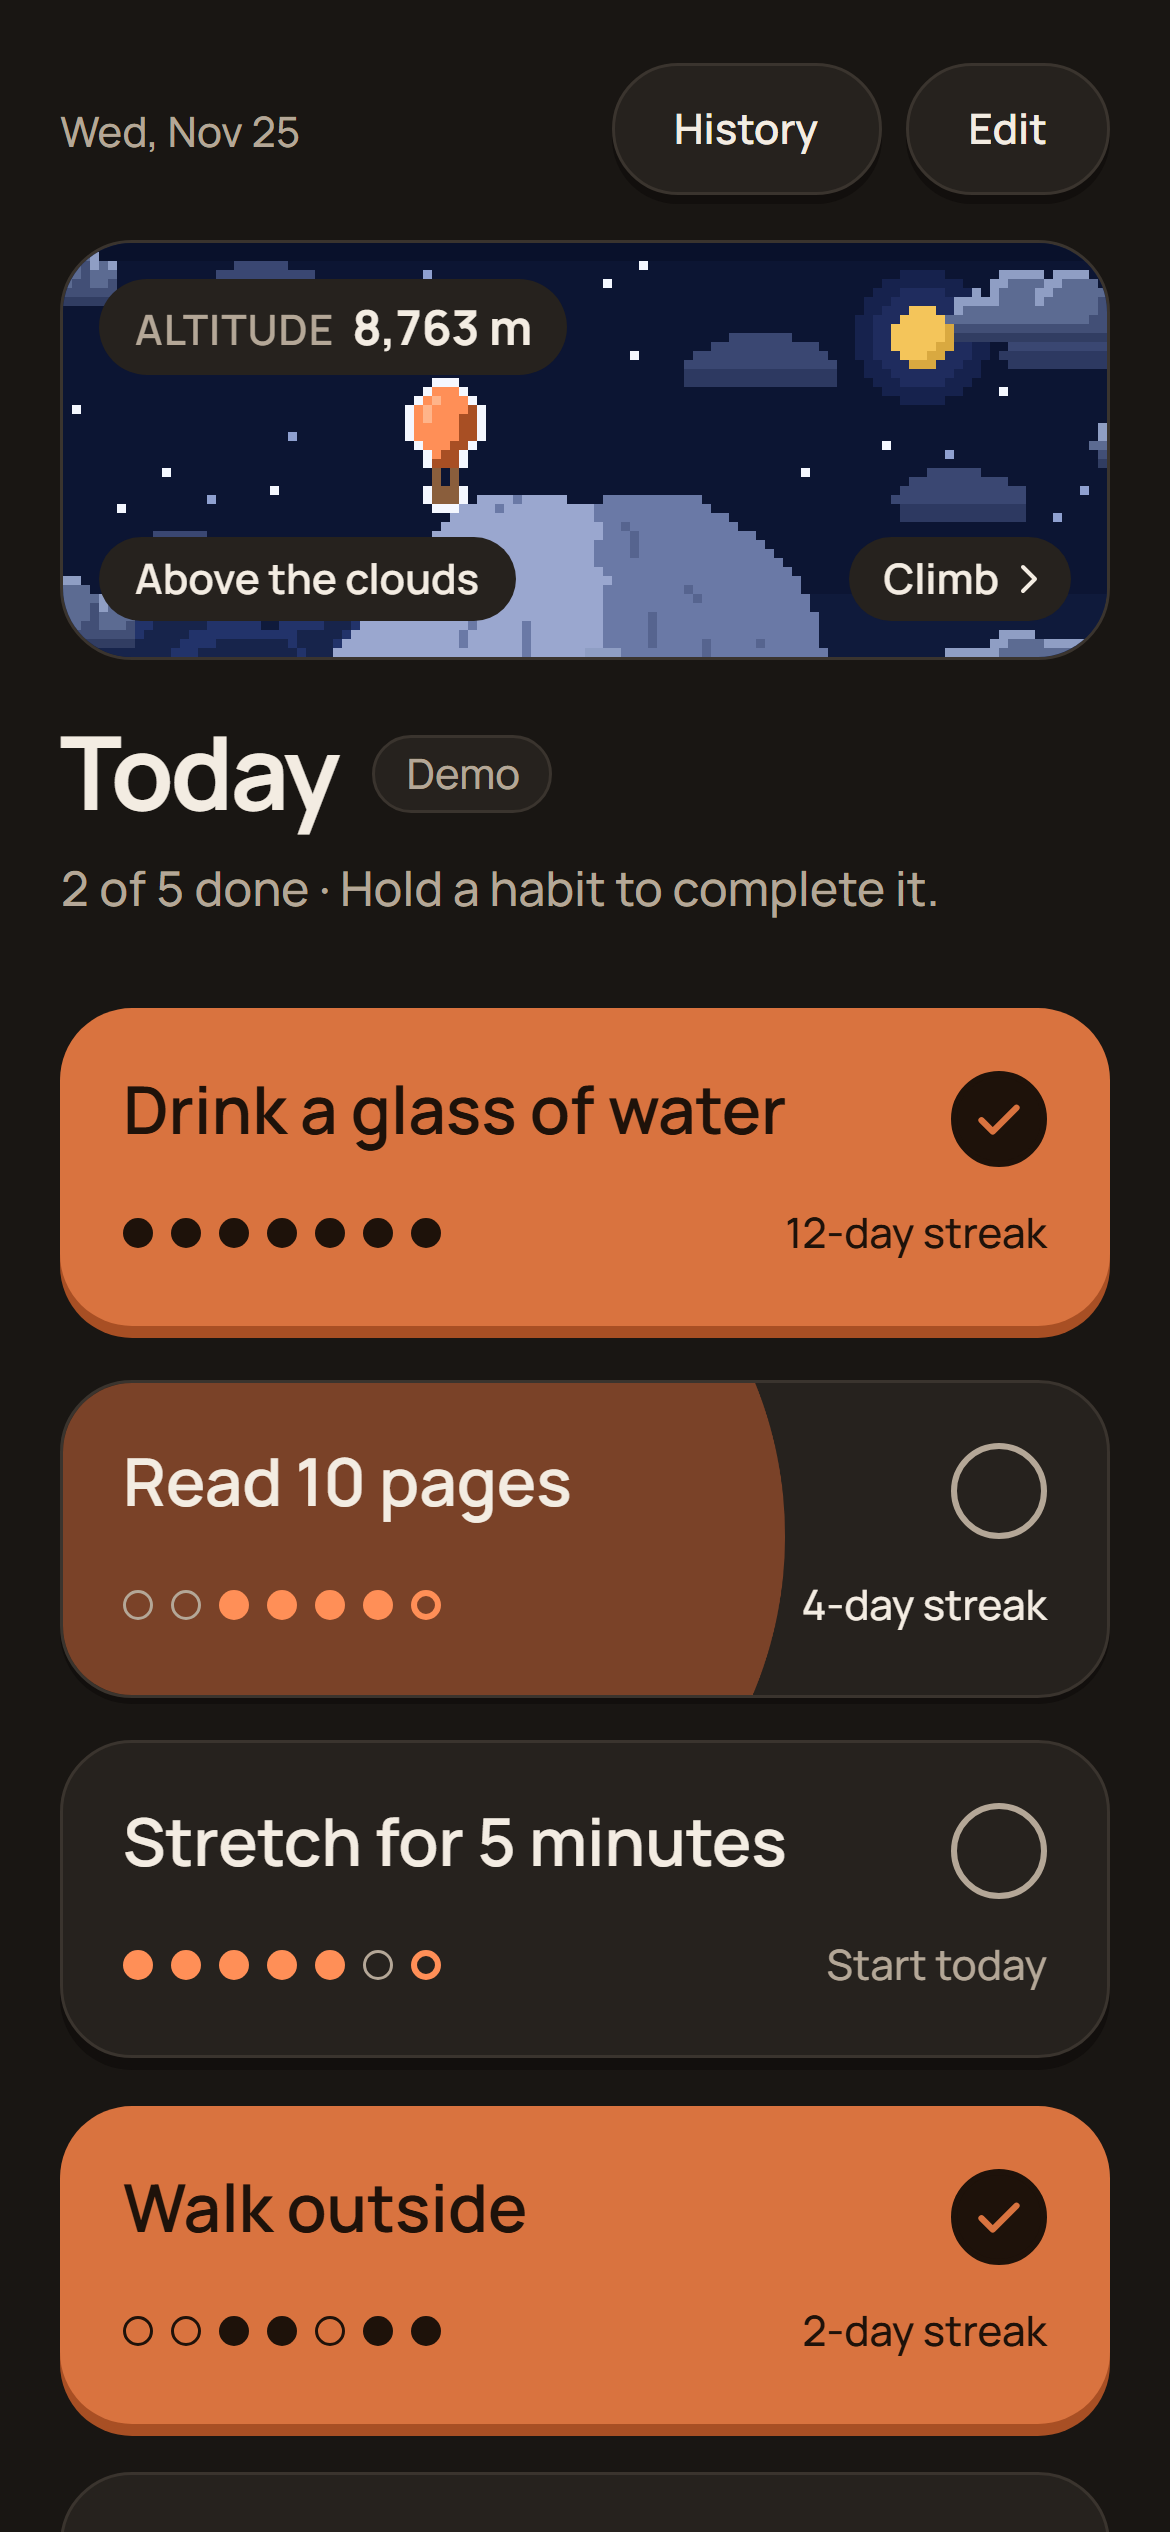 Wed, Nov 25
History
Edit
ALTITUDE 8,763 m
Above the clouds
Climb
Today
Demo
2 of 5 done · Hold a habit to complete it.
Drink a glass of water
12-day streak
Read 10 pages
4-day streak
Stretch for 5 minutes
Start today
Walk outside
2-day streak